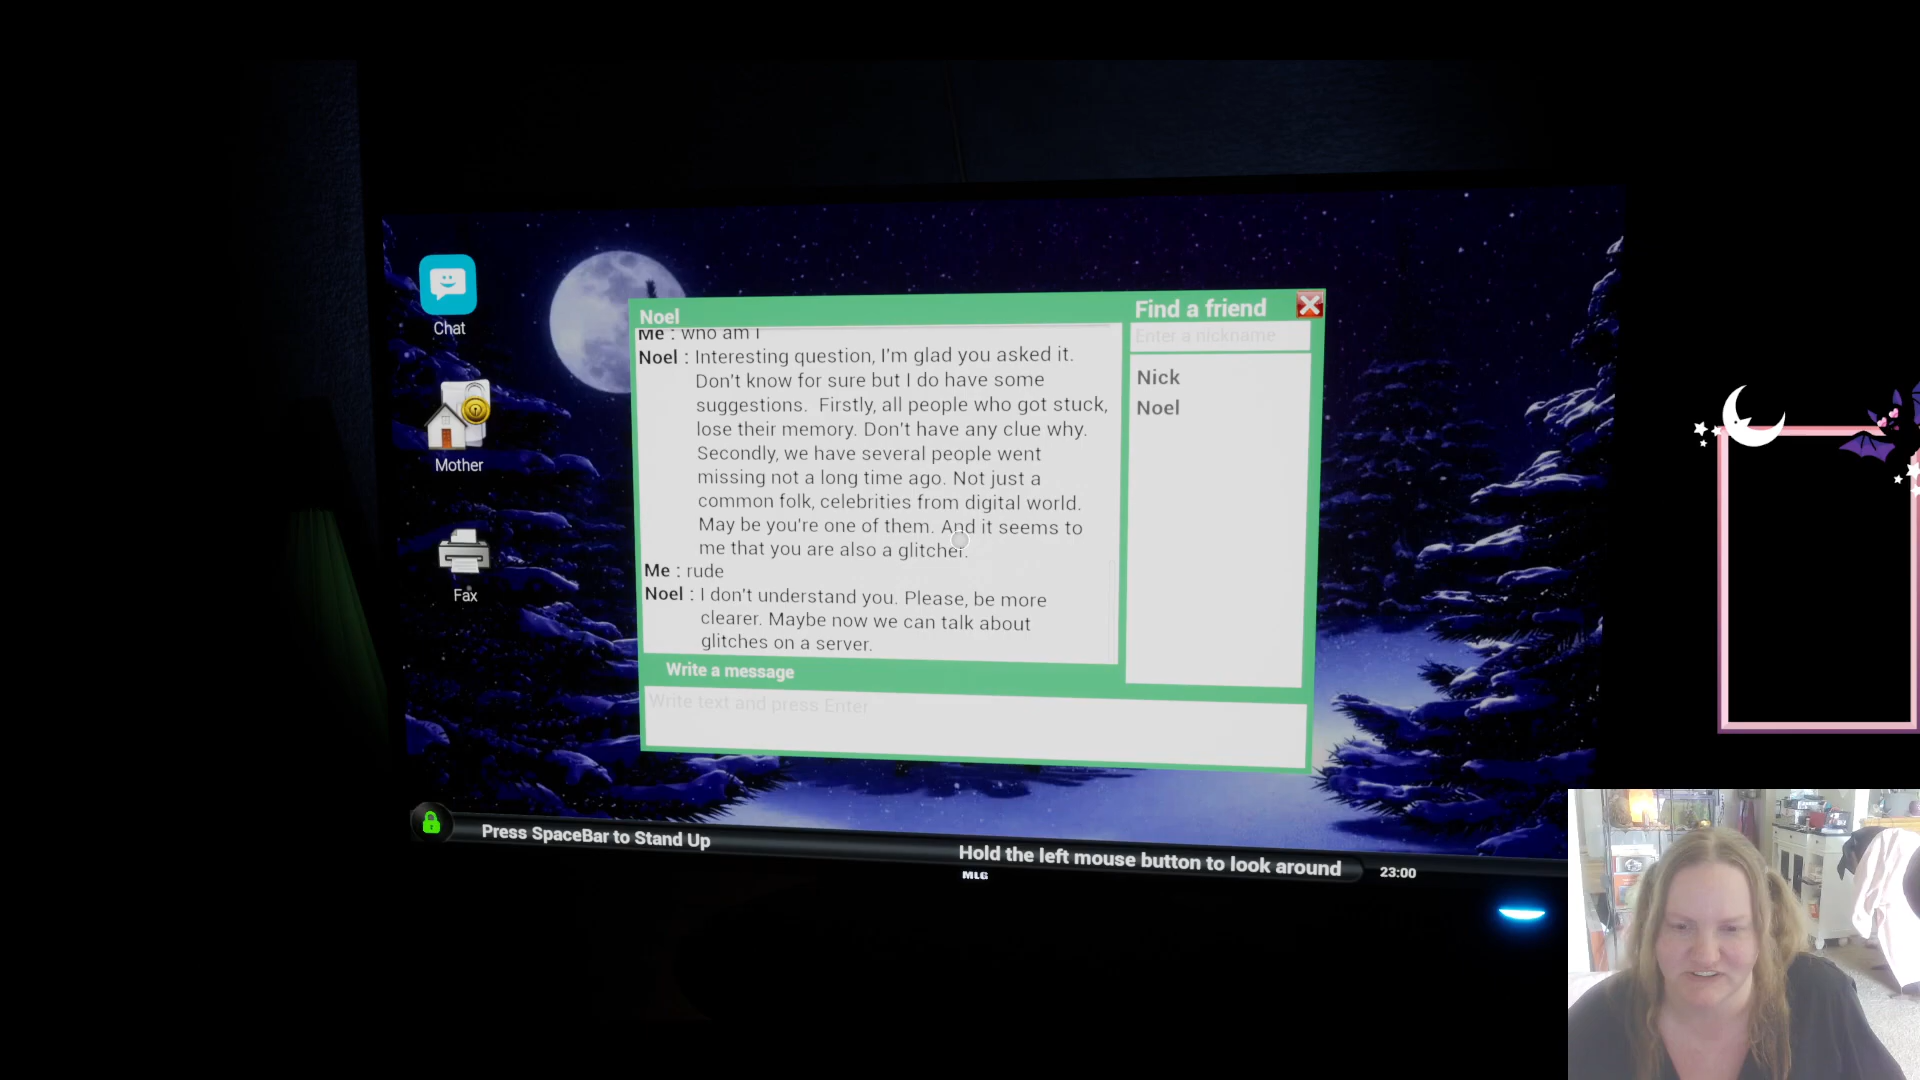 Chat
Mother
Fax
Noel
Me : who am I
Noel : Interesting question, I'm glad you asked it.
Don't know for sure but I do have some
suggestions. Firstly, all people who got stuck,
lose their memory. Don't have any clue why.
Secondly, we have several people went
missing not a long time ago. Not just a
common folk, celebrities from digital world.
May be you're one of them. And it seems to
me that you are also a glitcher.
Me : rude
Noel : I don't understand you. Please, be more
clearer. Maybe now we can talk about
glitches on a server.
Write a message
Write text and press Enter
Find a friend
Enter a nickname
Nick
Noel
Press SpaceBar to Stand Up
Hold the left mouse button to look around
23:00
MLG